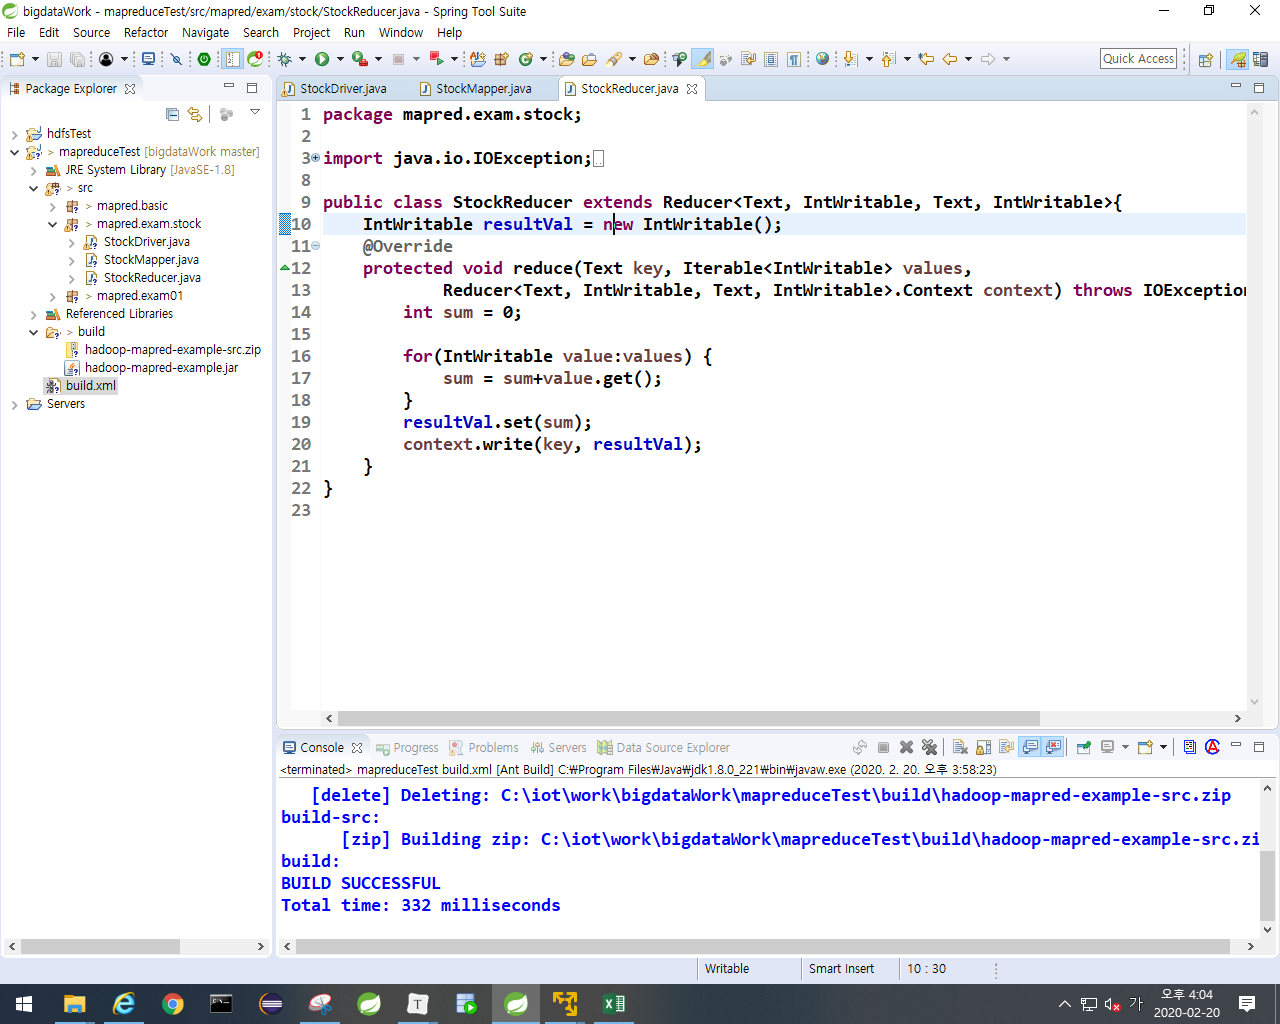 bigdataWork - mapreduceTest/src/mapred/exam/stock/StockReducer.java - Spring Tool Suite
File Edit Source Refactor Navigate Search Project Run Window Help
Quick Access
Package Explorer
StockDriver.java StockMapper.java StockReducer.java
hdfsTest
> mapreduceTest [bigdataWork master]
JRE System Library [JavaSE-1.8]
> src
> mapred.basic
> mapred.exam.stock
StockDriver.java
StockMapper.java
StockReducer.java
> mapred.exam01
Referenced Libraries
> build
hadoop-mapred-example-src.zip
hadoop-mapred-example.jar
build.xml
Servers
1 package mapred.exam.stock;
2
3 import java.io.IOException;
8
9 public class StockReducer extends Reducer<Text, IntWritable, Text, IntWritable>{
10 IntWritable resultVal = new IntWritable();
11 @Override
12 protected void reduce(Text key, Iterable<IntWritable> values,
13 Reducer<Text, IntWritable, Text, IntWritable>.Context context) throws IOException
14 int sum = 0;
15
16 for(IntWritable value:values) {
17 sum = sum+value.get();
18 }
19 resultVal.set(sum);
20 context.write(key, resultVal);
21 }
22 }
23
Console Progress Problems Servers Data Source Explorer
<terminated> mapreduceTest build.xml [Ant Build] C:₩Program Files₩Java₩jdk1.8.0_221₩bin₩javaw.exe (2020. 2. 20. 오후 3:58:23)
[delete] Deleting: C:\iot\work\bigdataWork\mapreduceTest\build\hadoop-mapred-example-src.zip
build-src:
[zip] Building zip: C:\iot\work\bigdataWork\mapreduceTest\build\hadoop-mapred-example-src.zi
build:
BUILD SUCCESSFUL
Total time: 332 milliseconds
Writable Smart Insert 10 : 30
가 오후 4:04
2020-02-20